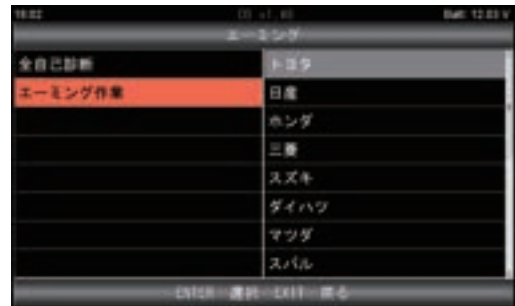 エーミング
全自己診断
エーミング作業
トヨタ
日産
ホンダ
三菱
スズキ
ダイハツ
マツダ
スバル
ENTER : 選択 EXIT : 戻る